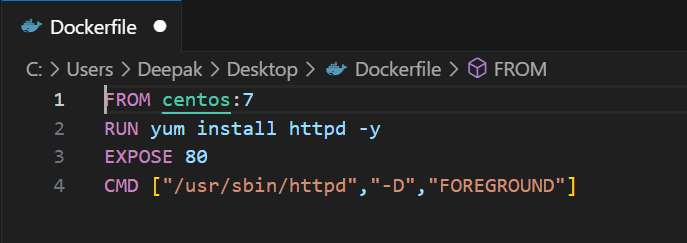 Dockerfile
C: > Users > Deepak > Desktop > Dockerfile > FROM
1 FROM centos:7
2 RUN yum install httpd -y
3 EXPOSE 80
4 CMD ["/usr/sbin/httpd","-D","FOREGROUND"]